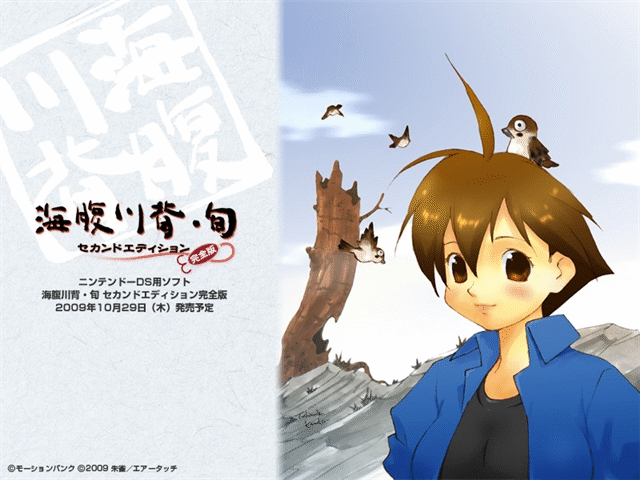 海腹
川背
海腹川背・旬
セカンドエディション
完全版
ニンテンドーDS用ソフト
海腹川背・旬 セカンドエディション完全版
2009年10月29日（木）発売予定
©モーションバンク ©2009 朱雀／エアータッチ